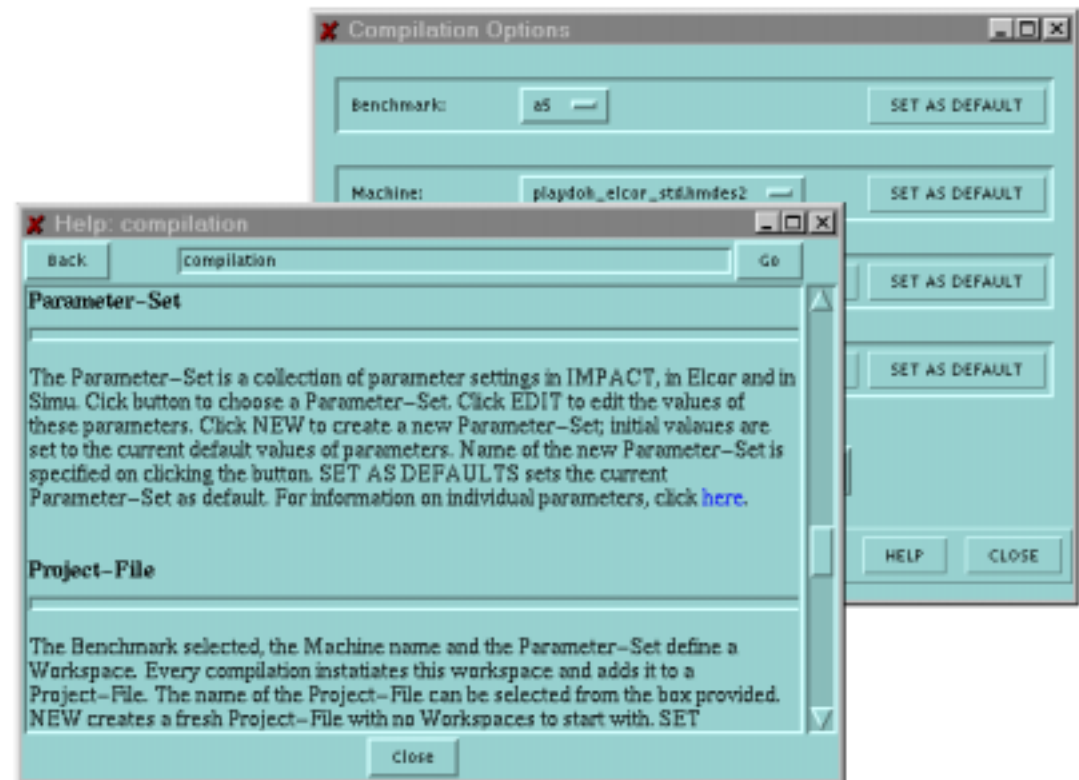 Compilation Options
Benchmark: a5 SET AS DEFAULT
Machine: playdoh_elcor_std.hmdes2 SET AS DEFAULT
SET AS DEFAULT
SET AS DEFAULT
HELP CLOSE
Help: compilation
Back compilation Go
Parameter-Set
The Parameter-Set is a collection of parameter settings in IMPACT, in Elcor and in
Simu. Cick button to choose a Parameter-Set. Click EDIT to edit the values of
these parameters. Click NEW to create a new Parameter-Set; initial valaues are
set to the current default values of parameters. Name of the new Parameter-Set is
specified on clicking the button. SET AS DEFAULTS sets the current
Parameter-Set as default. For information on individual parameters, click here.
Project-File
The Benchmark selected, the Machine name and the Parameter-Set define a
Workspace. Every compilation instatiates this workspace and adds it to a
Project-File. The name of the Project-File can be selected from the box provided.
NEW creates a fresh Project-File with no Workspaces to start with. SET
Close